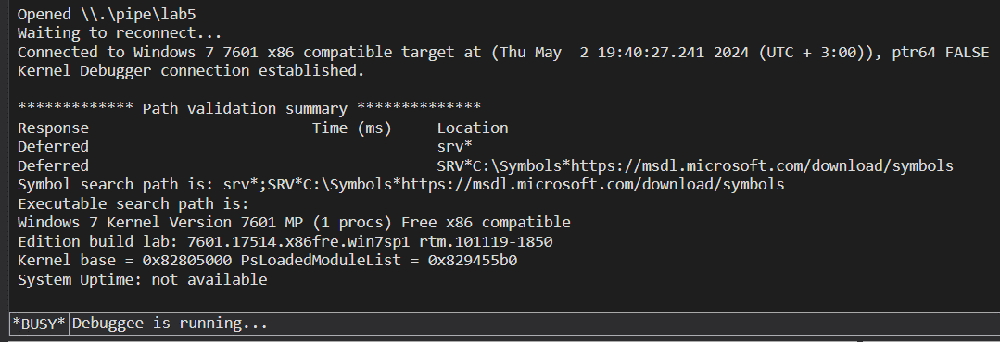 Opened \\.\pipe\lab5
Waiting to reconnect...
Connected to Windows 7 7601 x86 compatible target at (Thu May  2 19:40:27.241 2024 (UTC + 3:00)), ptr64 FALSE
Kernel Debugger connection established.
************* Path validation summary **************
Response                         Time (ms)     Location
Deferred                                       srv*
Deferred                                       SRV*C:\Symbols*https://msdl.microsoft.com/download/symbols
Symbol search path is: srv*;SRV*C:\Symbols*https://msdl.microsoft.com/download/symbols
Executable search path is:
Windows 7 Kernel Version 7601 MP (1 procs) Free x86 compatible
Edition build lab: 7601.17514.x86fre.win7sp1_rtm.101119-1850
Kernel base = 0x82805000 PsLoadedModuleList = 0x829455b0
System Uptime: not available
*BUSY* Debuggee is running...